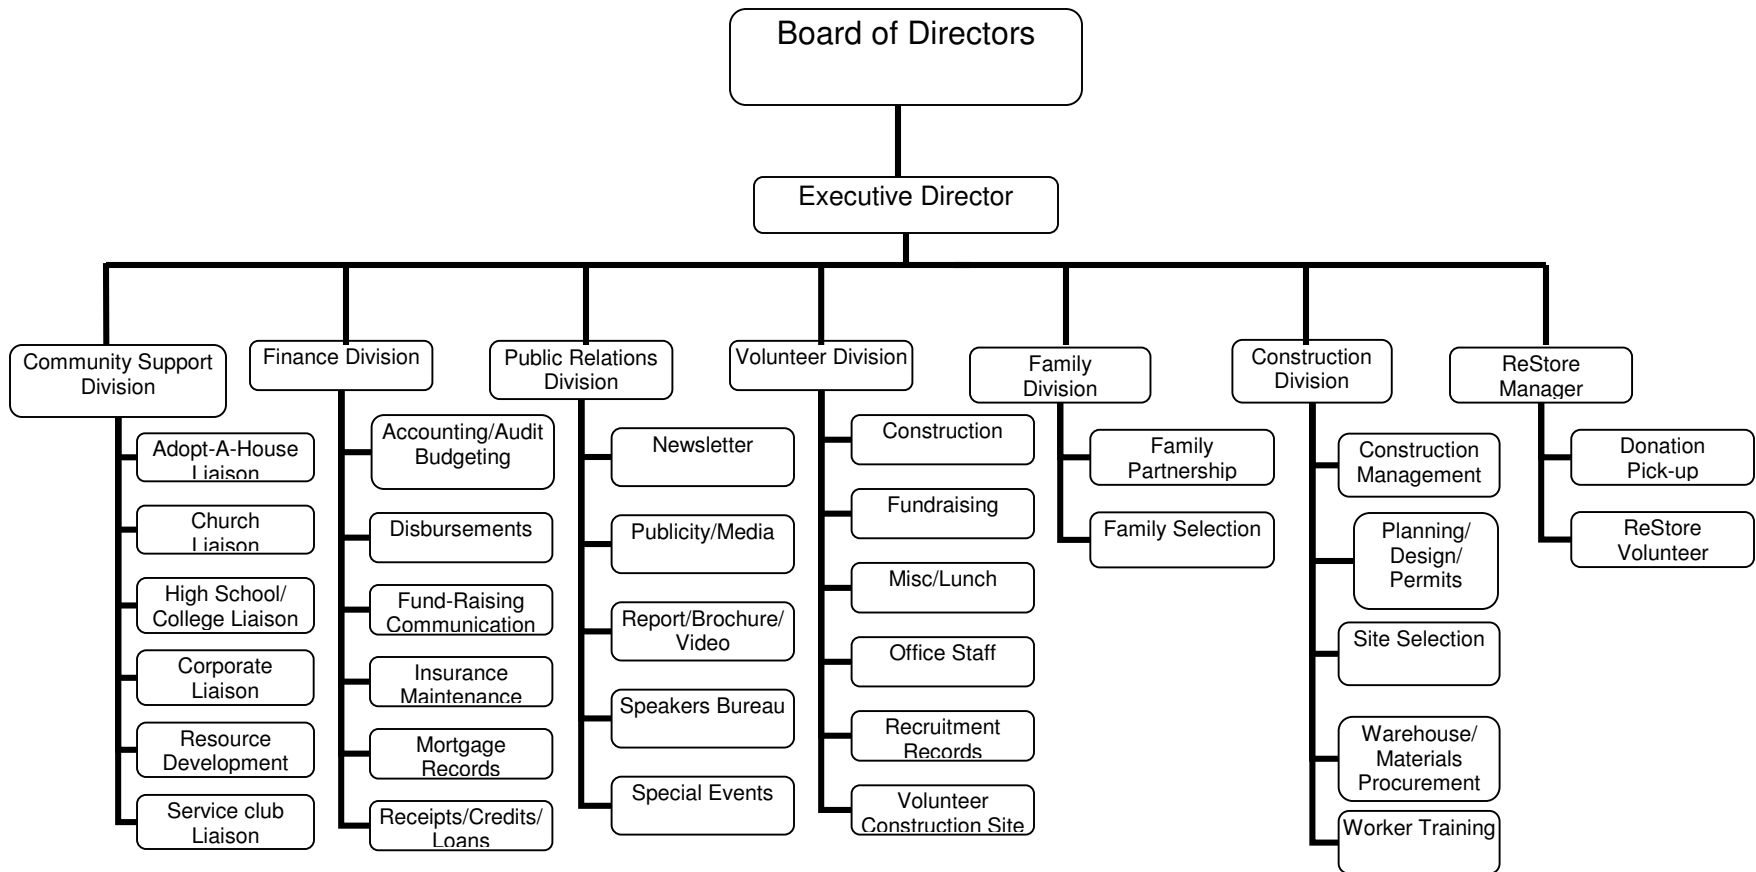 Board of Directors
Executive Director
Community Support
Division
Adopt-A-House
Liaison
Church
Liaison
High School/
College Liaison
Corporate
Liaison
Resource
Development
Service club
Liaison
Finance Division
Accounting/Audit
Budgeting
Disbursements
Fund-Raising
Communication
Insurance
Maintenance
Mortgage
Records
Receipts/Credits/
Loans
Public Relations
Division
Newsletter
Publicity/Media
Report/Brochure/
Video
Speakers Bureau
Special Events
Volunteer Division
Construction
Fundraising
Misc/Lunch
Office Staff
Recruitment
Records
Volunteer
Construction Site
Family
Division
Family
Partnership
Family Selection
Construction
Division
Construction
Management
Planning/
Design/
Permits
Site Selection
Warehouse/
Materials
Procurement
Worker Training
ReStore
Manager
Donation
Pick-up
ReStore
Volunteer